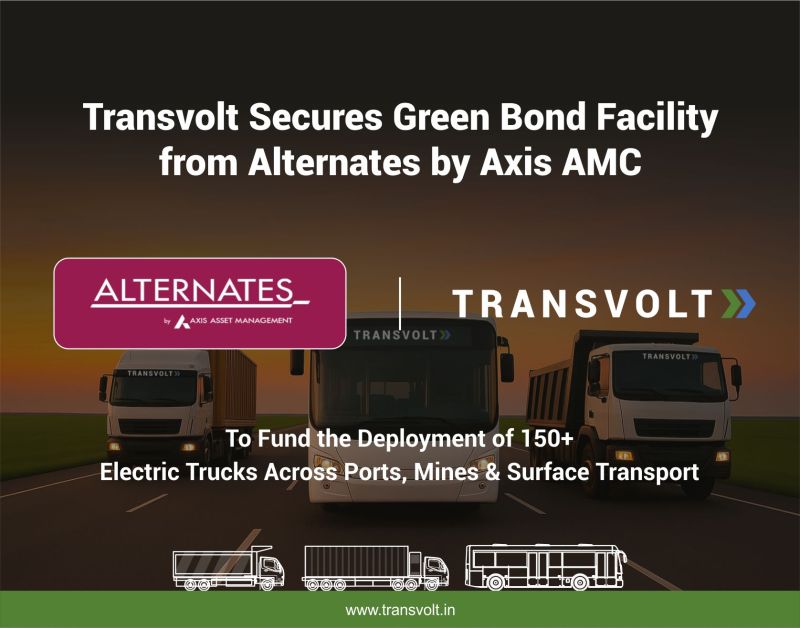 Transvolt Secures Green Bond Facility
from Alternates by Axis AMC
ALTERNATES_
by AXIS ASSET MANAGEMENT
TRANSVOLT
TRANSVOLT
TRANSVOLT
TRANSVOLT
To Fund the Deployment of 150+
Electric Trucks Across Ports, Mines & Surface Transport
www.transvolt.in